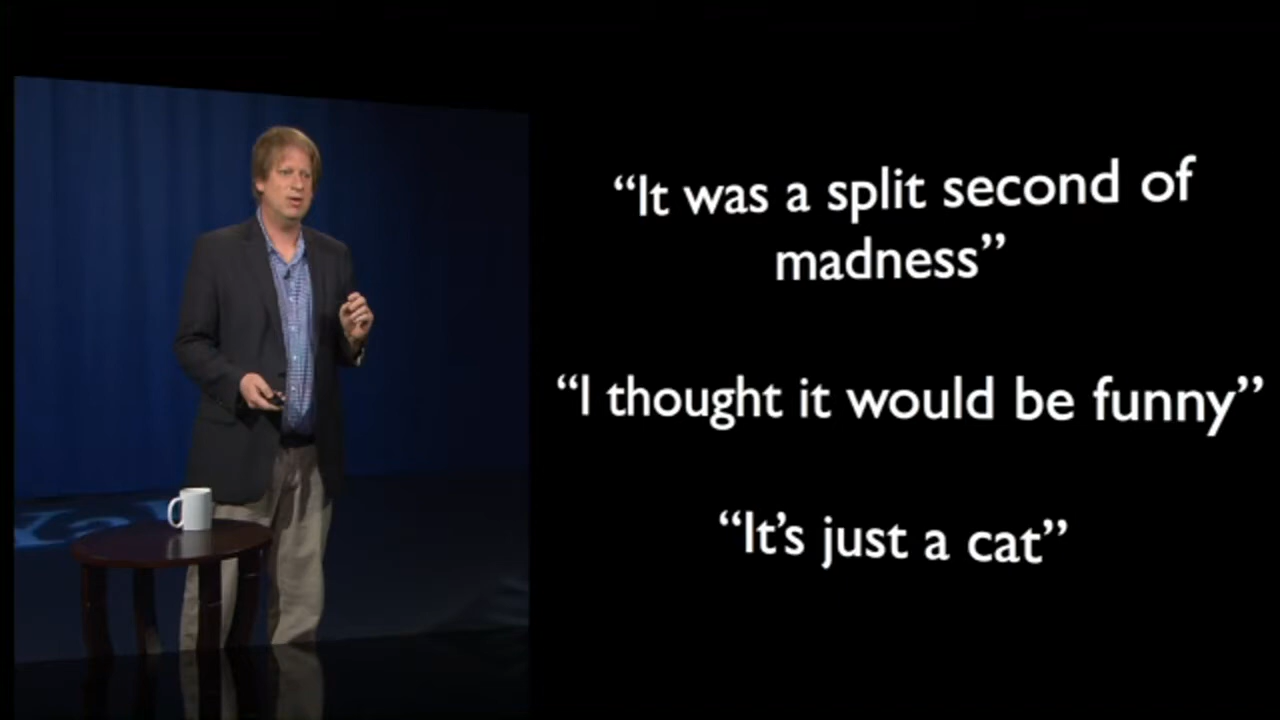 “It was a split second of
madness”
“I thought it would be funny”
“It’s just a cat”